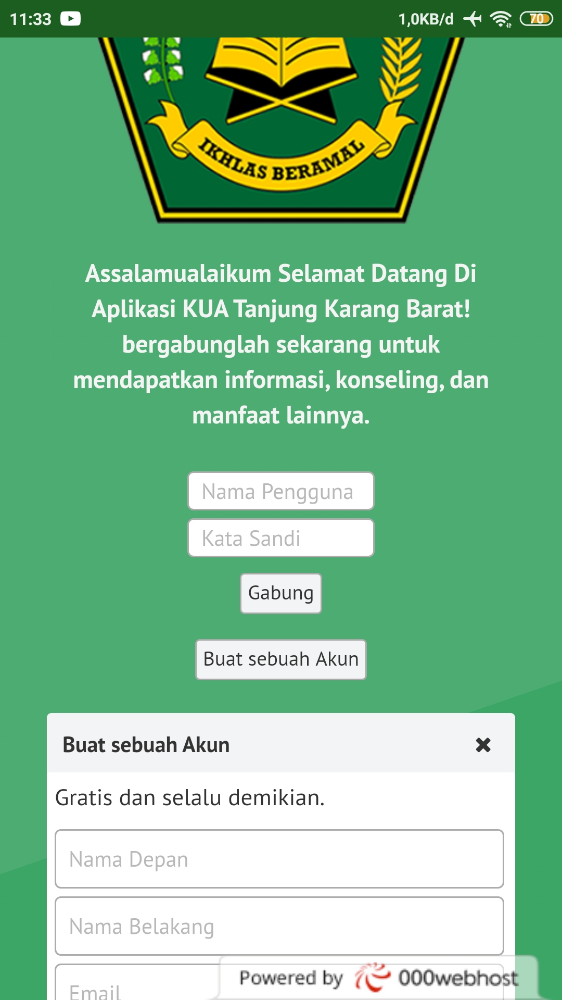 11:33
1,0KB/d
70
IKHLAS BERAMAL
Assalamualaikum Selamat Datang Di
Aplikasi KUA Tanjung Karang Barat!
bergabunglah sekarang untuk
mendapatkan informasi, konseling, dan
manfaat lainnya.
Nama Pengguna
Kata Sandi
Gabung
Buat sebuah Akun
Buat sebuah Akun
Gratis dan selalu demikian.
Nama Depan
Nama Belakang
Email
Powered by 000webhost